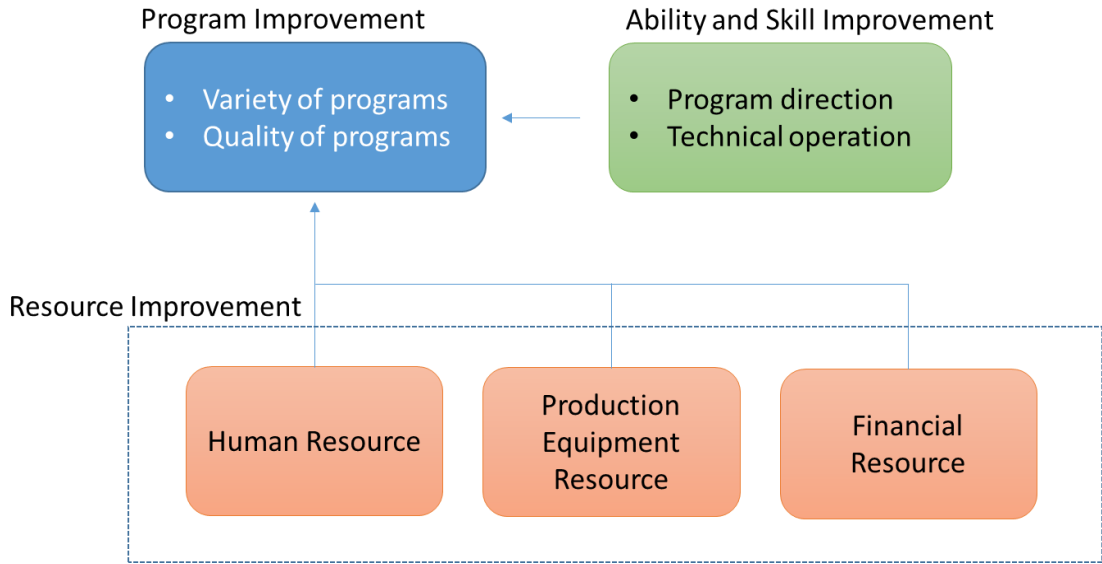 Program Improvement
Ability and Skill Improvement
• Variety of programs
• Quality of programs
• Program direction
• Technical operation
Resource Improvement
Human Resource
Production
Equipment
Resource
Financial
Resource